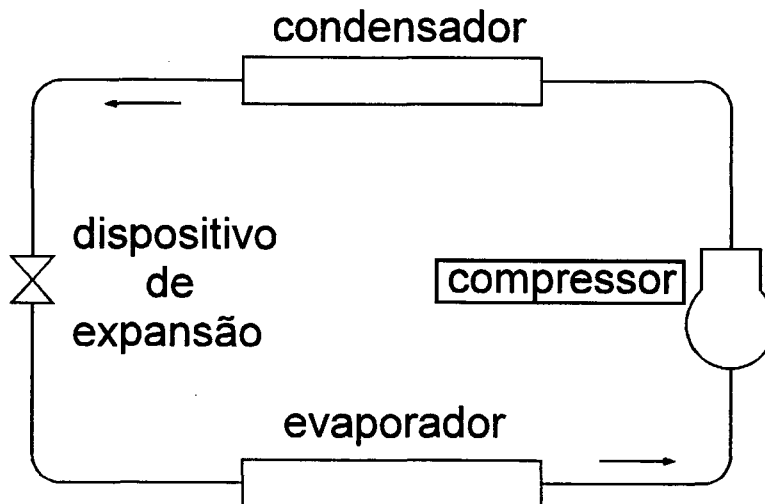 condensador
dispositivo
de
expansão
compressor
evaporador